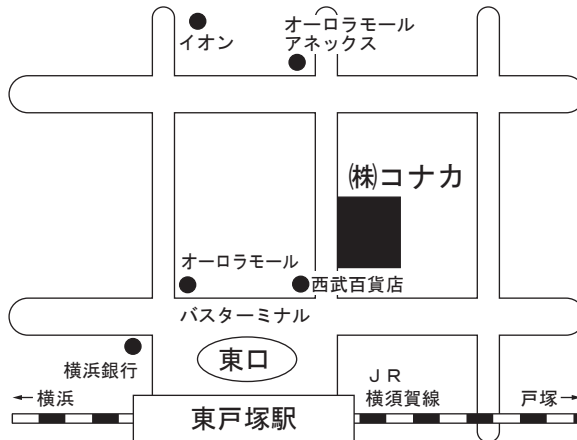 イオン
オーロラモール
アネックス
㈱コナカ
オーロラモール
西武百貨店
バスターミナル
東口
横浜銀行
JR
横須賀線
←横浜
戸塚→
東戸塚駅